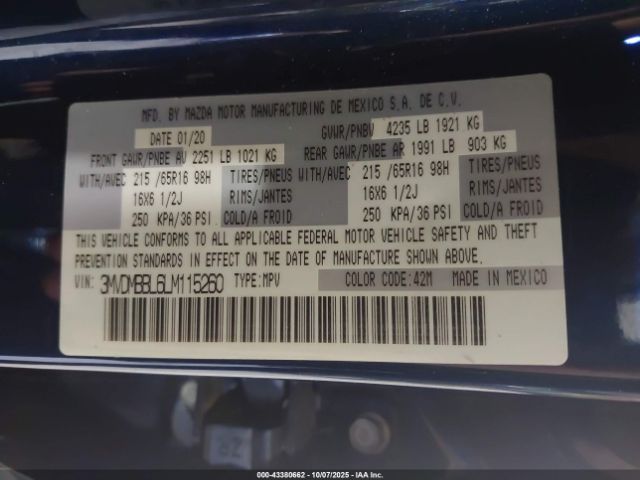 MFD. BY MAZDA MOTOR MANUFACTURING DE MEXICO S.A. DE C.V.
DATE 01/20 GVWR/PNBV 4235 LB 1921 KG
FRONT GAWR/PNBE AV 2251 LB 1021 KG REAR GAWR/PNBE AR 1991 LB 903 KG
WITH/AVEC 215 /65R16 98H TIRES/PNEUS WITH/AVEC 215 /65R16 98H TIRES/PNEUS
16X6 1/2J RIMS/JANTES 16X6 1/2J RIMS/JANTES
250 KPA/36 PSI COLD/A FROID 250 KPA/36 PSI COLD/A FROID
THIS VEHICLE CONFORMS TO ALL APPLICABLE FEDERAL MOTOR VEHICLE SAFETY AND THEFT
PREVENTION STANDARDS IN EFFECT ON THE DATE OF MANUFACTURE SHOWN ABOVE.
VIN: 3MVDMBBL6LM115260 TYPE:MPV COLOR CODE:42M MADE IN MEXICO
000-43380662 - 10/07/2025 - IAA Inc.